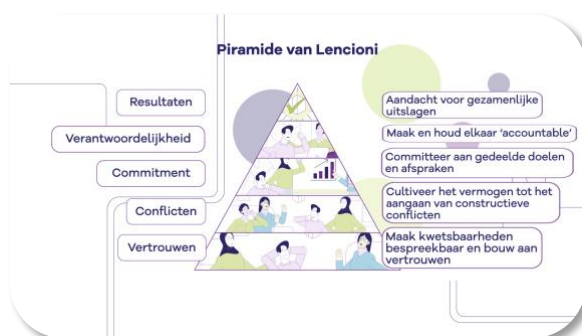 Piramide van Lencioni
Resultaten
Verantwoordelijkheid
Commitment
Conflicten
Vertrouwen
Aandacht voor gezamenlijke
uitslagen
Maak en houd elkaar 'accountable'
Committeer aan gedeelde doelen
en afspraken
Cultiveer het vermogen tot het
aangaan van constructieve
conflicten
Maak kwetsbaarheden
bespreekbaar en bouw aan
vertrouwen